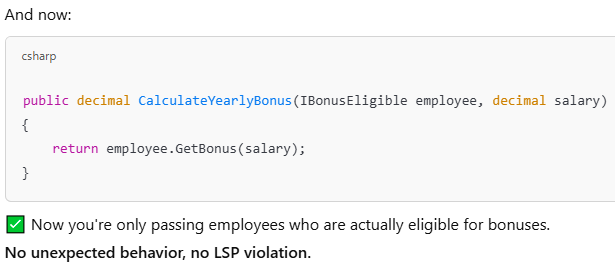 And now:
csharp
public decimal CalculateYearlyBonus(IBonusEligible employee, decimal salary)
{
    return employee.GetBonus(salary);
}
✅ Now you're only passing employees who are actually eligible for bonuses.
No unexpected behavior, no LSP violation.